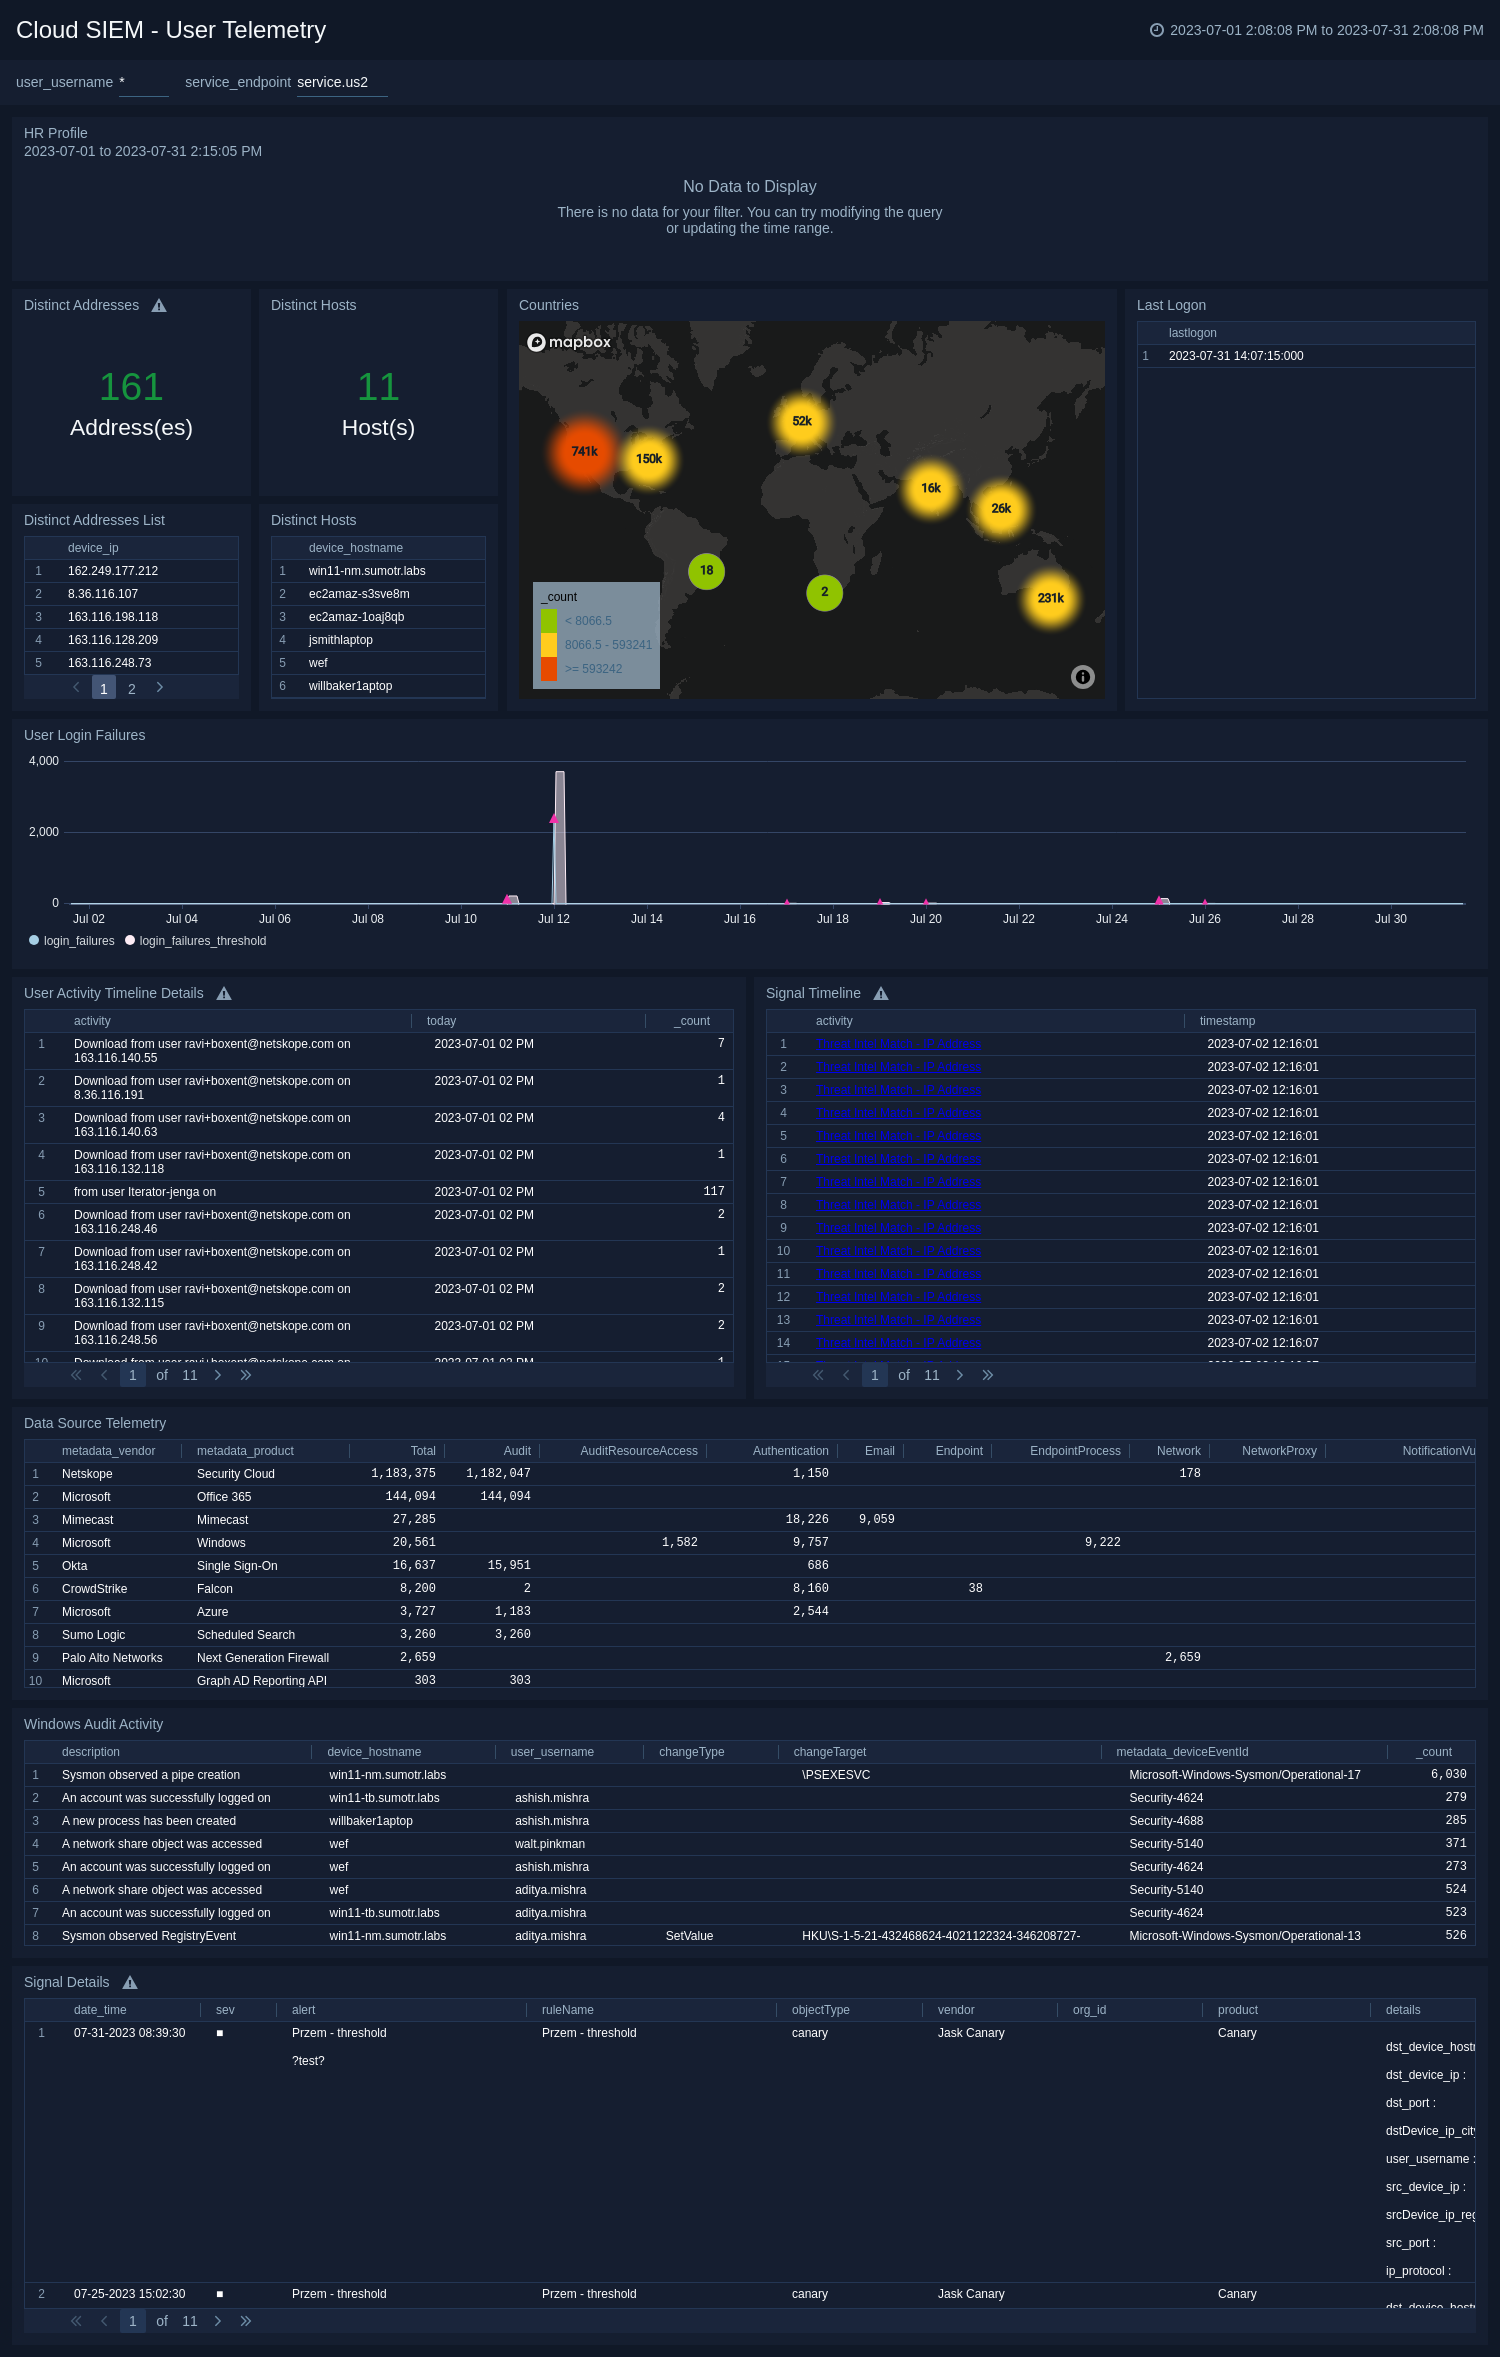 Cloud SIEM - User Telemetry
2023-07-01 2:08:08 PM to 2023-07-31 2:08:08 PM
user_username *
service_endpoint service.us2
HR Profile
2023-07-01 to 2023-07-31 2:15:05 PM
No Data to Display
There is no data for your filter. You can try modifying the query
or updating the time range.
Distinct Addresses
161
Address(es)
Distinct Hosts
11
Host(s)
Countries
mapbox
741k
150k
52k
16k
26k
231k
18
2
_count
< 8066.5
8066.5 - 593241
>= 593242
Last Logon
lastlogon
1 2023-07-31 14:07:15:000
Distinct Addresses List
device_ip
1 162.249.177.212
2 8.36.116.107
3 163.116.198.118
4 163.116.128.209
5 163.116.248.73
1 2
Distinct Hosts
device_hostname
1 win11-nm.sumotr.labs
2 ec2amaz-s3sve8m
3 ec2amaz-1oaj8qb
4 jsmithlaptop
5 wef
6 willbaker1aptop
User Login Failures
4,000
2,000
0
Jul 02 Jul 04 Jul 06 Jul 08 Jul 10 Jul 12 Jul 14 Jul 16 Jul 18 Jul 20 Jul 22 Jul 24 Jul 26 Jul 28 Jul 30
login_failures login_failures_threshold
User Activity Timeline Details
activity today _count
1 Download from user ravi+boxent@netskope.com on 2023-07-01 02 PM 7
163.116.140.55
2 Download from user ravi+boxent@netskope.com on 2023-07-01 02 PM 1
8.36.116.191
3 Download from user ravi+boxent@netskope.com on 2023-07-01 02 PM 4
163.116.140.63
4 Download from user ravi+boxent@netskope.com on 2023-07-01 02 PM 1
163.116.132.118
5 from user Iterator-jenga on 2023-07-01 02 PM 117
6 Download from user ravi+boxent@netskope.com on 2023-07-01 02 PM 2
163.116.248.46
7 Download from user ravi+boxent@netskope.com on 2023-07-01 02 PM 1
163.116.248.42
8 Download from user ravi+boxent@netskope.com on 2023-07-01 02 PM 2
163.116.132.115
9 Download from user ravi+boxent@netskope.com on 2023-07-01 02 PM 2
163.116.248.56
10 Download from user ravi+boxent@netskope.com on 2023-07-01 02 PM 1
1 of 11
Signal Timeline
activity timestamp
1 Threat Intel Match - IP Address 2023-07-02 12:16:01
2 Threat Intel Match - IP Address 2023-07-02 12:16:01
3 Threat Intel Match - IP Address 2023-07-02 12:16:01
4 Threat Intel Match - IP Address 2023-07-02 12:16:01
5 Threat Intel Match - IP Address 2023-07-02 12:16:01
6 Threat Intel Match - IP Address 2023-07-02 12:16:01
7 Threat Intel Match - IP Address 2023-07-02 12:16:01
8 Threat Intel Match - IP Address 2023-07-02 12:16:01
9 Threat Intel Match - IP Address 2023-07-02 12:16:01
10 Threat Intel Match - IP Address 2023-07-02 12:16:01
11 Threat Intel Match - IP Address 2023-07-02 12:16:01
12 Threat Intel Match - IP Address 2023-07-02 12:16:01
13 Threat Intel Match - IP Address 2023-07-02 12:16:01
14 Threat Intel Match - IP Address 2023-07-02 12:16:07
1 of 11
Data Source Telemetry
metadata_vendor metadata_product Total Audit AuditResourceAccess Authentication Email Endpoint EndpointProcess Network NetworkProxy NotificationVu
1 Netskope Security Cloud 1,183,375 1,182,047 1,150 178
2 Microsoft Office 365 144,094 144,094
3 Mimecast Mimecast 27,285 18,226 9,059
4 Microsoft Windows 20,561 1,582 9,757 9,222
5 Okta Single Sign-On 16,637 15,951 686
6 CrowdStrike Falcon 8,200 2 8,160 38
7 Microsoft Azure 3,727 1,183 2,544
8 Sumo Logic Scheduled Search 3,260 3,260
9 Palo Alto Networks Next Generation Firewall 2,659 2,659
10 Microsoft Graph AD Reporting API 303 303
Windows Audit Activity
description device_hostname user_username changeType changeTarget metadata_deviceEventId _count
1 Sysmon observed a pipe creation win11-nm.sumotr.labs \PSEXESVC Microsoft-Windows-Sysmon/Operational-17 6,030
2 An account was successfully logged on win11-tb.sumotr.labs ashish.mishra Security-4624 279
3 A new process has been created willbaker1aptop ashish.mishra Security-4688 285
4 A network share object was accessed wef walt.pinkman Security-5140 371
5 An account was successfully logged on wef ashish.mishra Security-4624 273
6 A network share object was accessed wef aditya.mishra Security-5140 524
7 An account was successfully logged on win11-tb.sumotr.labs aditya.mishra Security-4624 523
8 Sysmon observed RegistryEvent win11-nm.sumotr.labs aditya.mishra SetValue HKU\S-1-5-21-432468624-4021122324-346208727- Microsoft-Windows-Sysmon/Operational-13 526
Signal Details
date_time sev alert ruleName objectType vendor org_id product details
1 07-31-2023 08:39:30 ■ Przem - threshold Przem - threshold canary Jask Canary Canary
dst_device_hostn
?test?
dst_device_ip :
dst_port :
dstDevice_ip_city
user_username :
src_device_ip :
srcDevice_ip_reg
src_port :
ip_protocol :
2 07-25-2023 15:02:30 ■ Przem - threshold Przem - threshold canary Jask Canary Canary
dst_device_hostn
1 of 11